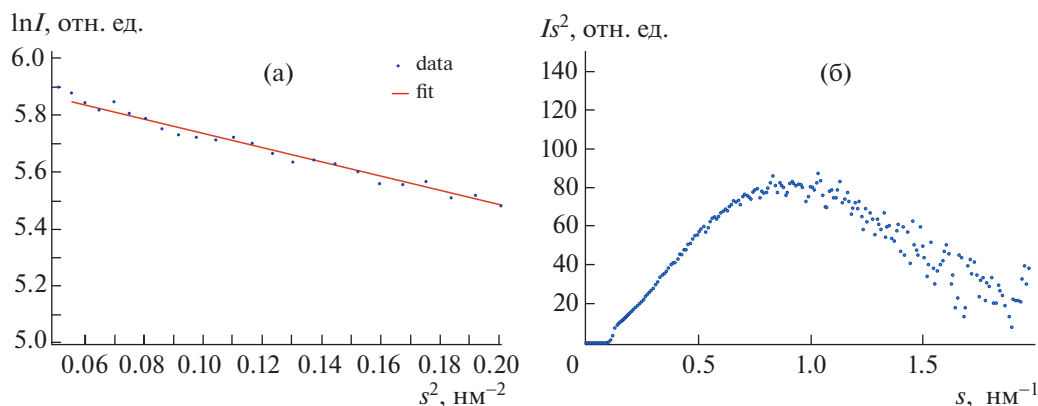 lnI, отн. ед.
6.0
5.8
5.6
5.4
5.2
5.0
(а)
data
fit
0.06 0.08 0.10 0.12 0.14 0.16 0.18 0.20
s², нм⁻²
Is², отн. ед.
140
120
100
80
60
40
20
(б)
0 0.5 1.0 1.5
s, нм⁻¹